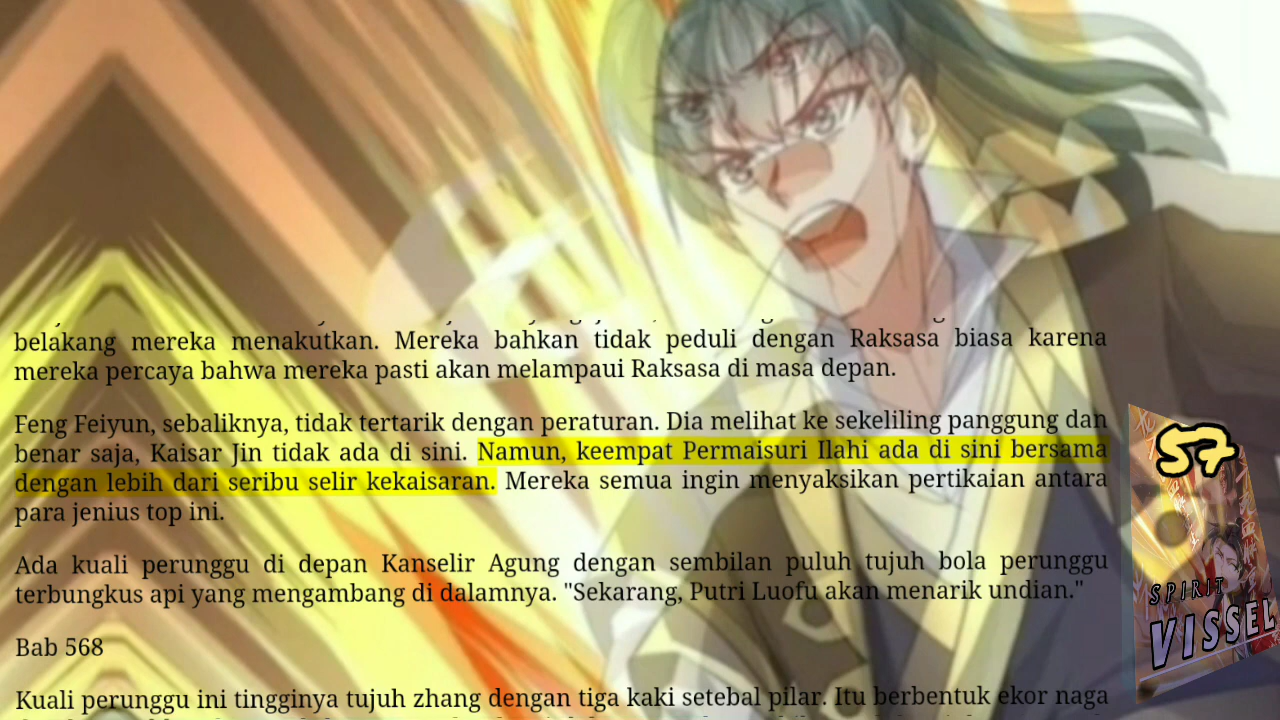 belakang mereka menakutkan. Mereka bahkan tidak peduli dengan Raksasa biasa karena
mereka percaya bahwa mereka pasti akan melampaui Raksasa di masa depan.
Feng Feiyun, sebaliknya, tidak tertarik dengan peraturan. Dia melihat ke sekeliling panggung dan
benar saja, Kaisar Jin tidak ada di sini. Namun, keempat Permaisuri Ilahi ada di sini bersama
dengan lebih dari seribu selir kekaisaran. Mereka semua ingin menyaksikan pertikaian antara
para jenius top ini.
Ada kuali perunggu di depan Kanselir Agung dengan sembilan puluh tujuh bola perunggu
terbungkus api yang mengambang di dalamnya. "Sekarang, Putri Luofu akan menarik undian."
Bab 568
Kuali perunggu ini tingginya tujuh zhang dengan tiga kaki setebal pilar. Itu berbentuk ekor naga
57
SPIRIT
VISSEL